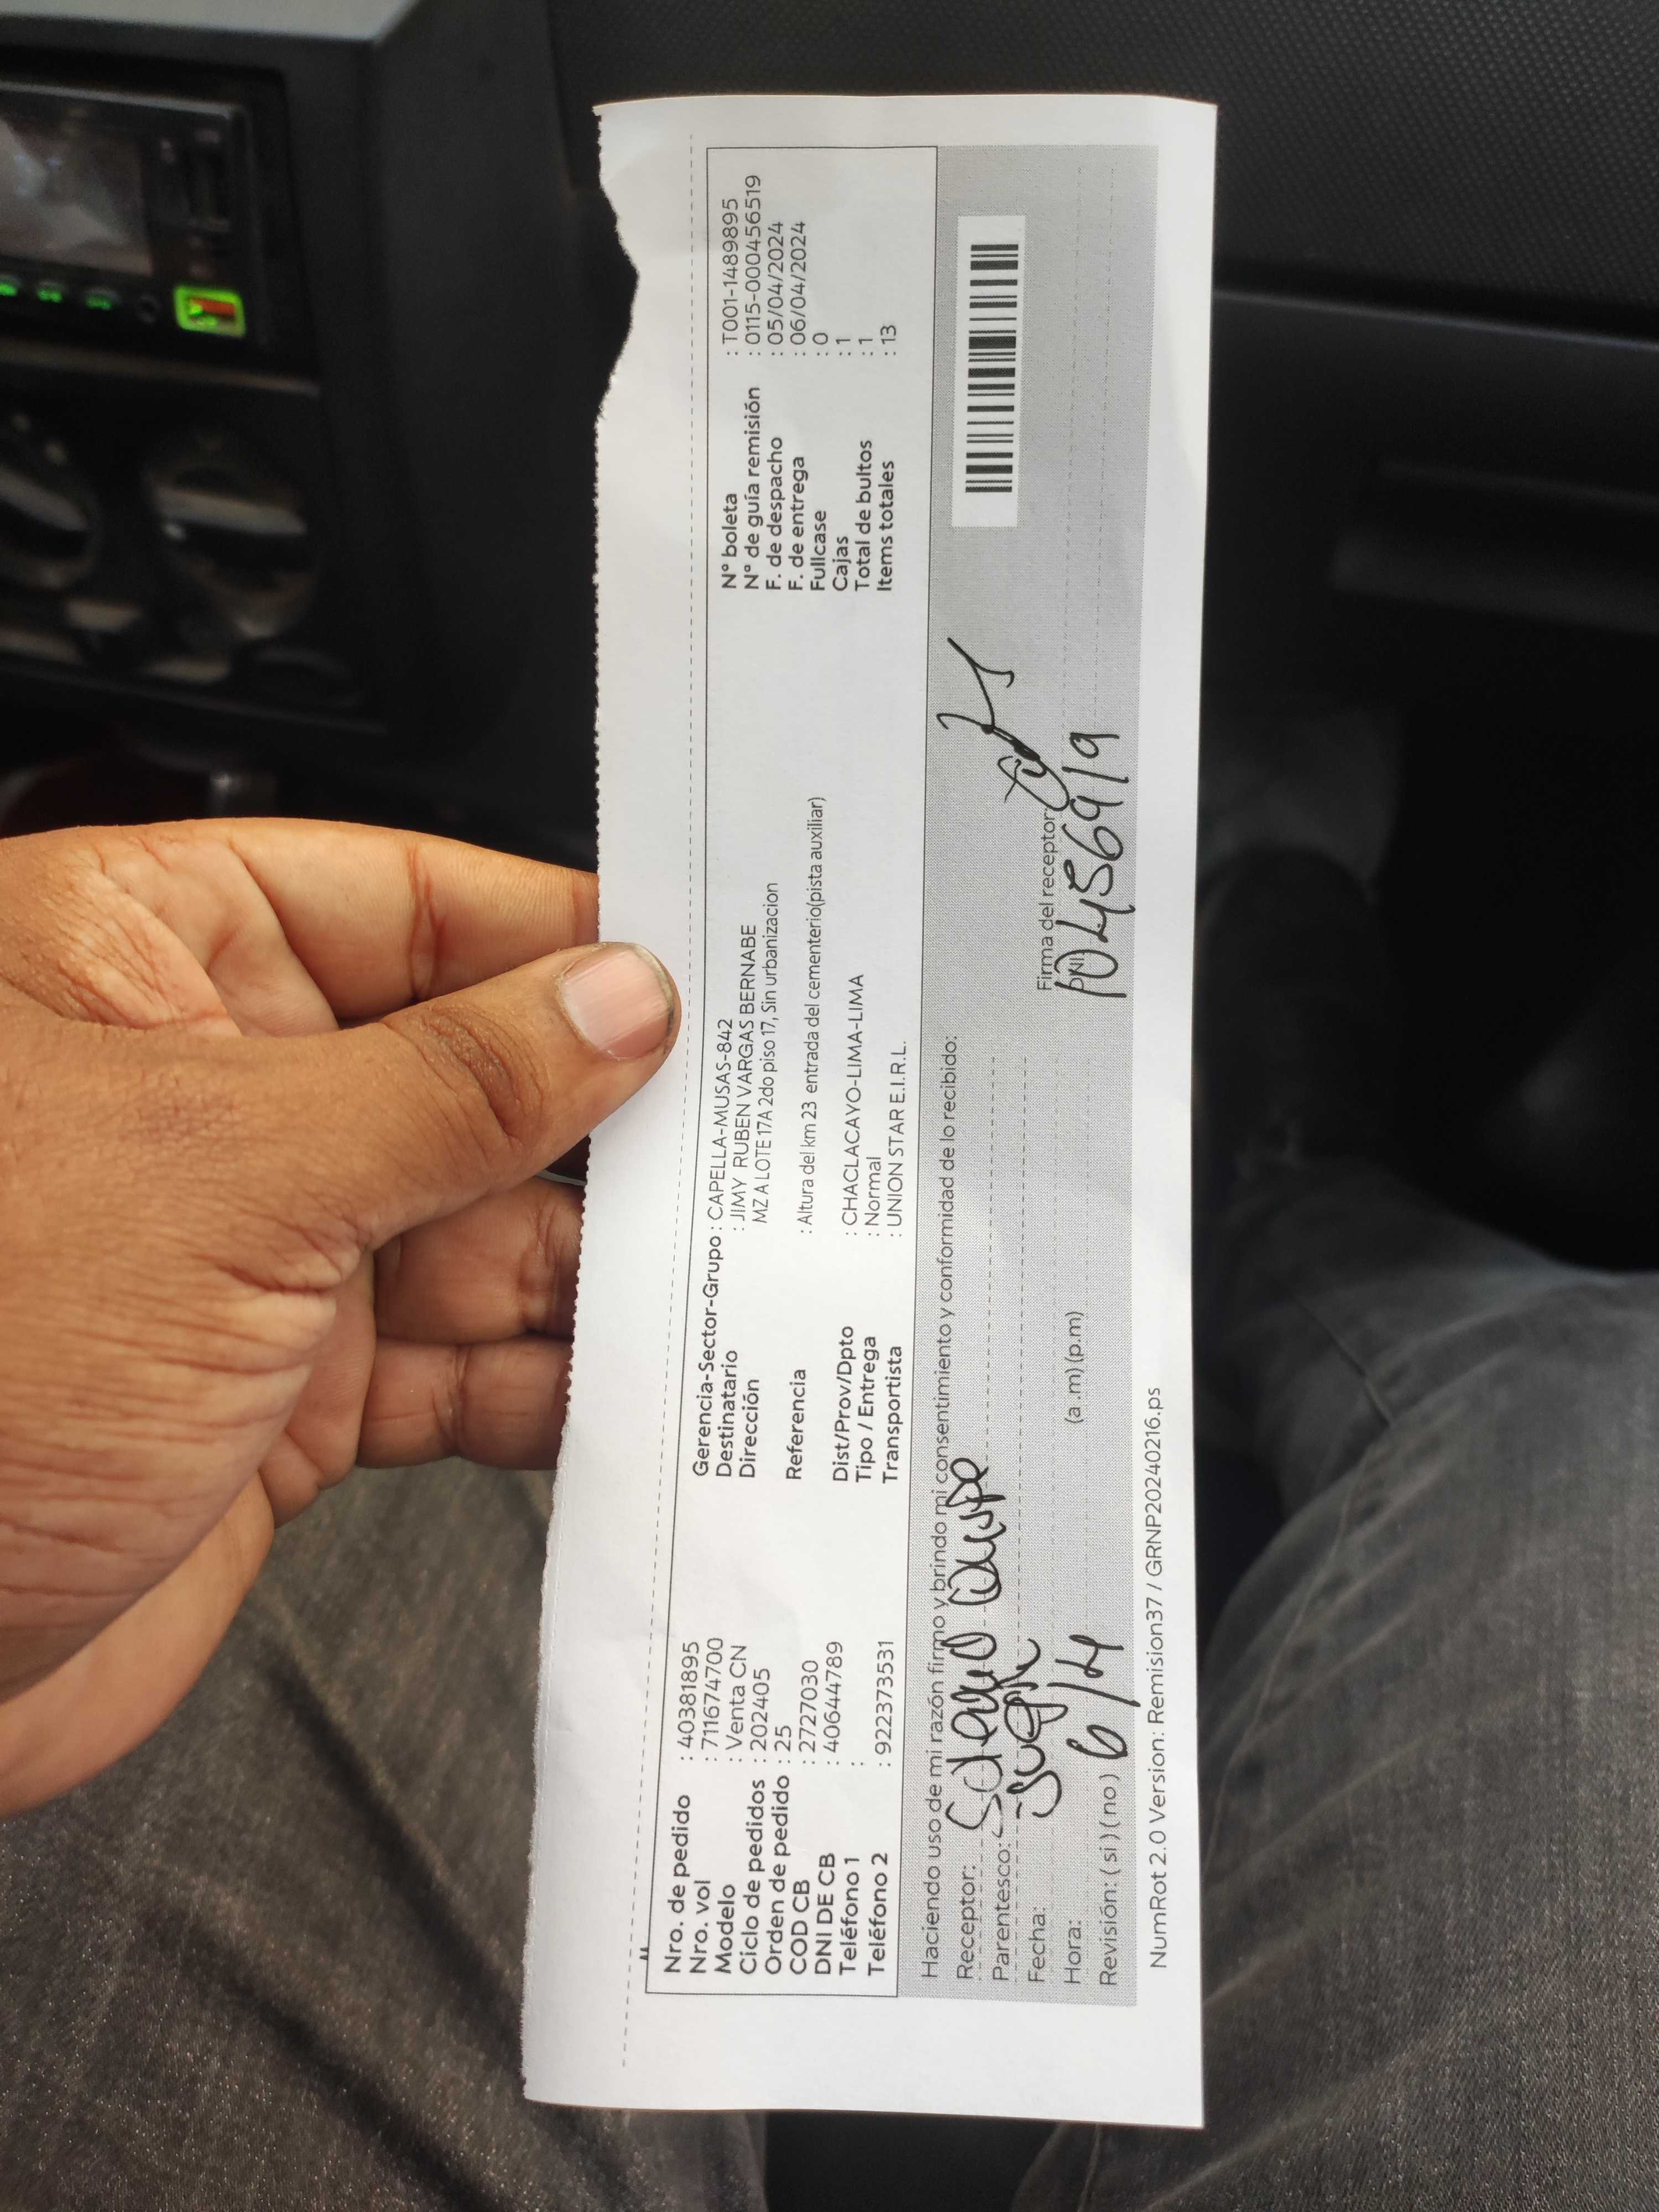 Nro. de pedido : 40381895
Nro. vol : 711674700
Modelo : Venta CN
Ciclo de pedidos : 202405
Orden de pedido : 25
COD CB : 2727030
DNI DE CB : 40644789
Teléfono 1 :
Teléfono 2 : 922373531
Gerencia-Sector-Grupo : CAPELLA-MUSAS-842
Destinatario : JIMY RUBEN VARGAS BERNABE
Dirección MZ A LOTE 17A 2do piso 17, Sin urbanizacion
Referencia : Altura del km 23 entrada del cementerio(pista auxiliar)
Dist/Prov/Dpto : CHACLACAYO-LIMA-LIMA
Tipo / Entrega : Normal
Transportista : UNION STAR E.I.R.L.
N° boleta : T001-1489895
N° de guía remisión : 0115-000456519
F. de despacho : 05/04/2024
F. de entrega : 06/04/2024
Fullcase : 0
Cajas : 1
Total de bultos : 1
Items totales : 13
Haciendo uso de mi razón firmo y brindo mi consentimiento y conformidad de lo recibido:
Receptor: Quispe
Parentesco: Suegra
Fecha:
Hora: 6/4 (a .m) (p.m)
Revisión: ( si ) ( no )
Firma del receptor:
DNI
NumRot 2.0 Version: Remision37 / GRNP20240216.ps